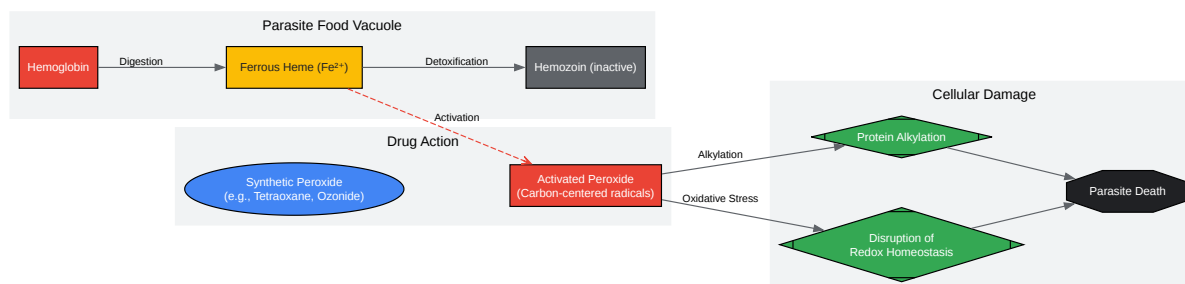 Parasite Food Vacuole
Hemoglobin
Digestion
Ferrous Heme (Fe²⁺)
Detoxification
Hemozoin (inactive)
Activation
Drug Action
Synthetic Peroxide
(e.g., Tetraoxane, Ozonide)
Activated Peroxide
(Carbon-centered radicals)
Alkylation
Oxidative Stress
Cellular Damage
Protein Alkylation
Disruption of
Redox Homeostasis
Parasite Death